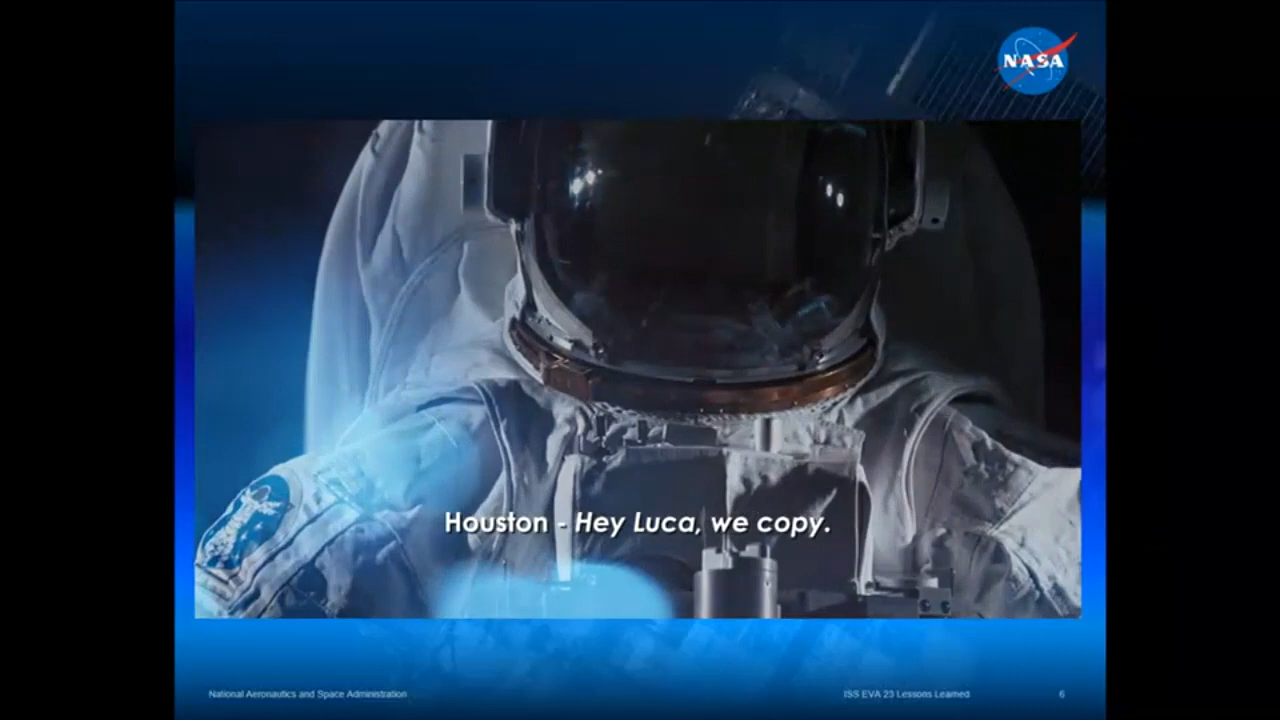 NASA
Houston - Hey Luca, we copy.
National Aeronautics and Space Administration
ISS EVA 23 Lessons Learned
6